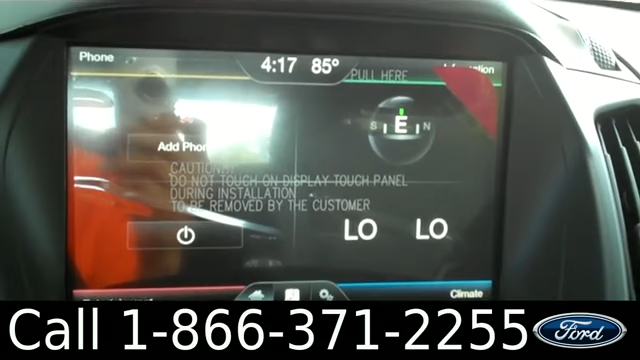 Phone
4:17 85°
PULL HERE
Information
S E N
Add
CAUTION
DO NOT TOUCH ON DISPLAY TOUCH PANEL
DURING INSTALLATION
TO BE REMOVED BY THE CUSTOMER
LO LO
Climate
Call 1-866-371-2255
Ford